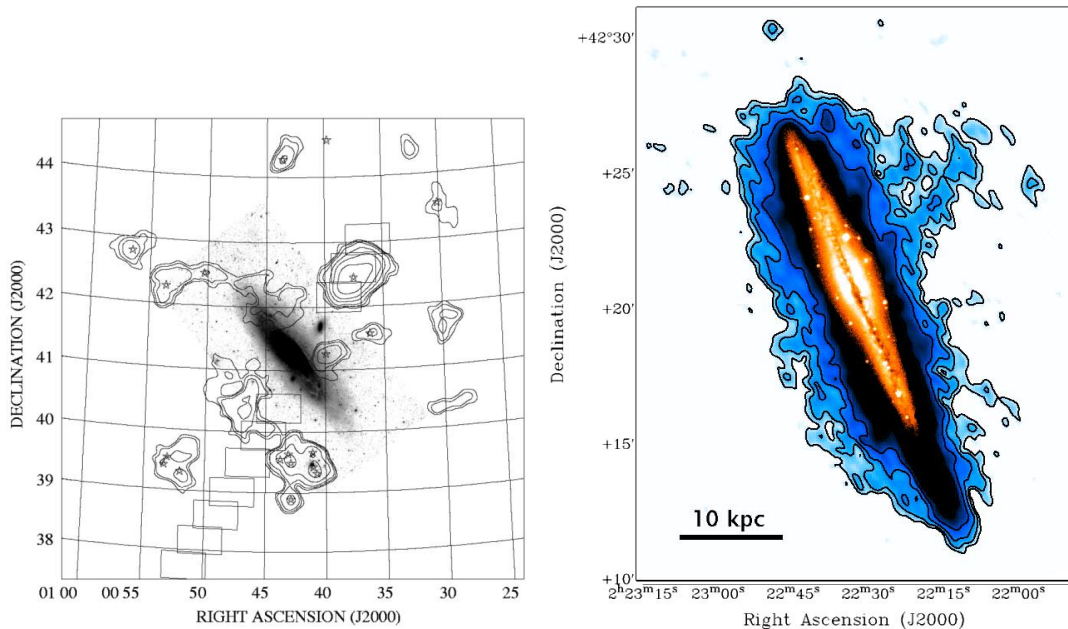 44
43
42
41
40
39
38
DECLINATION (J2000)
01 00
00 55
50
45
40
35
30
25
RIGHT ASCENSION (J2000)
+42°30′
+25′
+20′
+15′
+10′
Declination (J2000)
10 kpc
2ʰ23ᵐ15ˢ
23ᵐ00ˢ
22ᵐ45ˢ
22ᵐ30ˢ
22ᵐ15ˢ
22ᵐ00ˢ
Right Ascension (J2000)